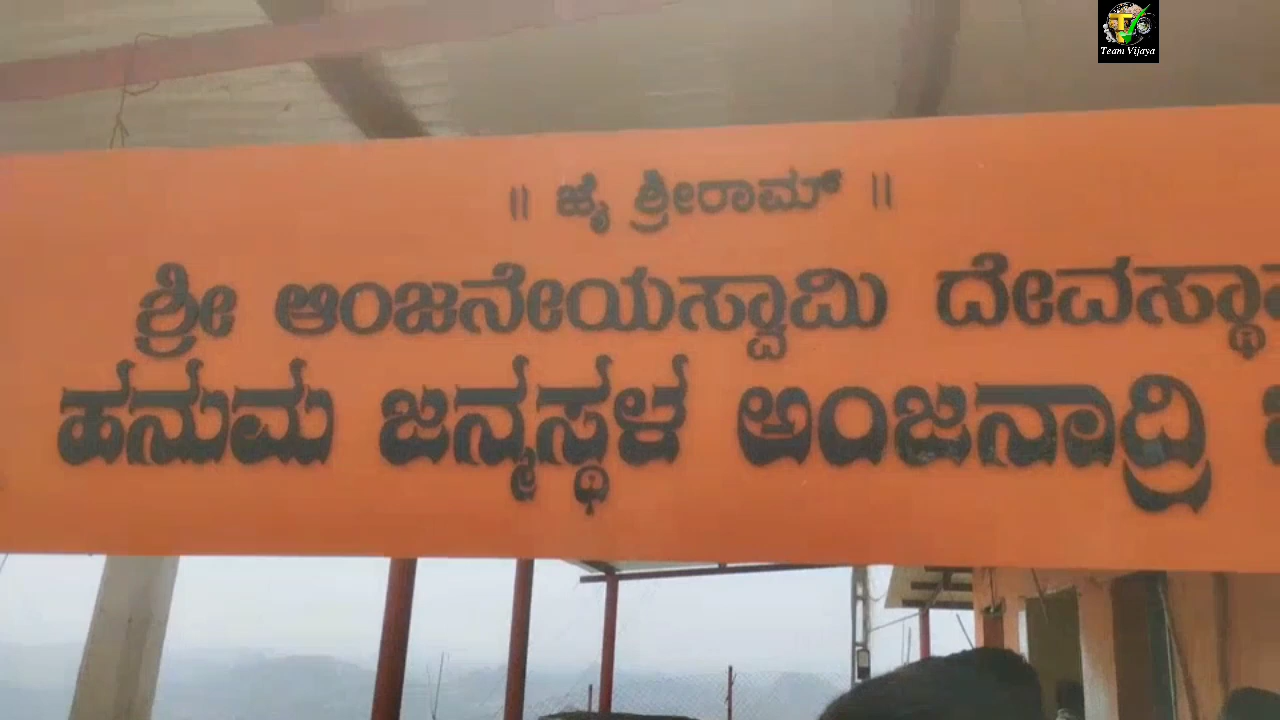 Team Vijaya
|| ಜೈ ಶ್ರೀರಾಮ್ ||
ಶ್ರೀ ಆಂಜನೇಯಸ್ವಾಮಿ ದೇವಸ್ಥಾ
ಹನುಮ ಜನ್ಮಸ್ಥಳ ಅಂಜನಾದ್ರಿ